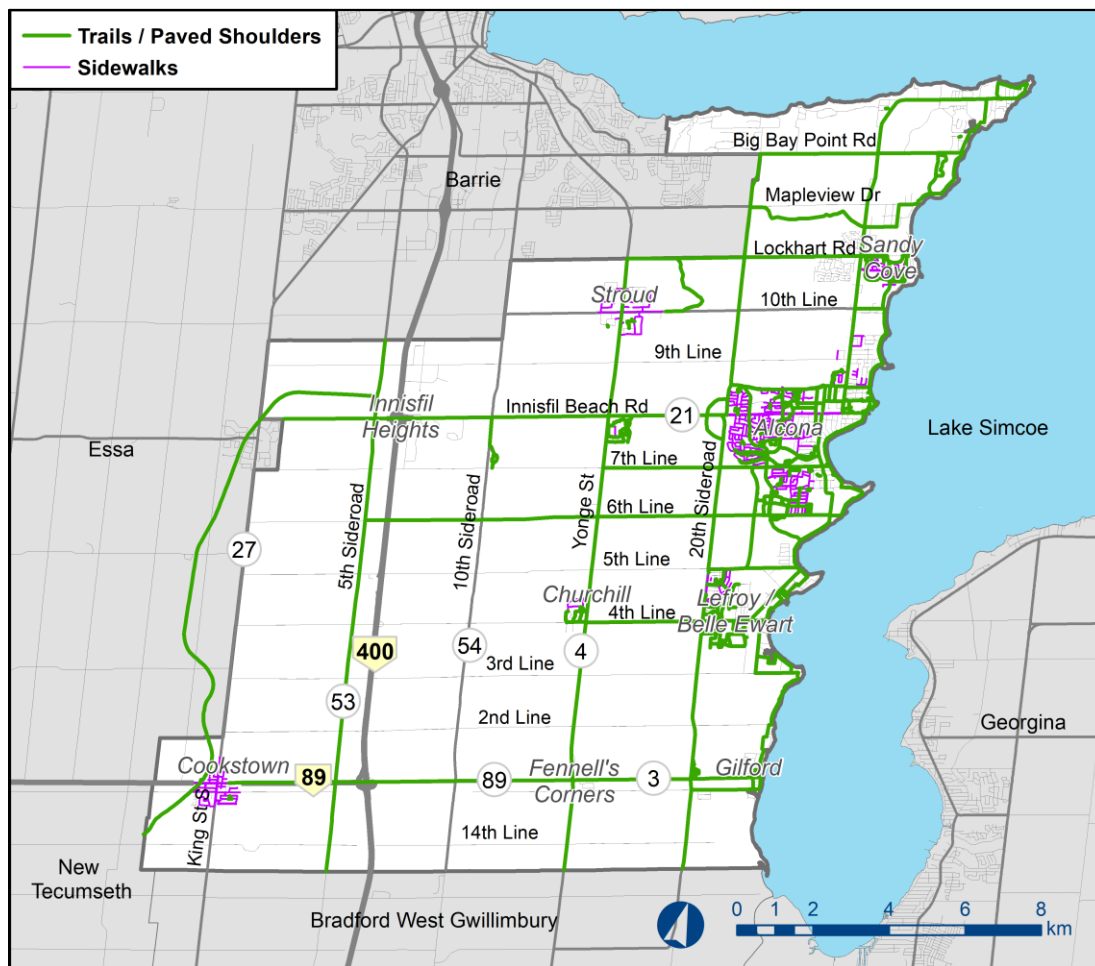 Trails / Paved Shoulders
Sidewalks
Big Bay Point Rd
Barrie
Mapleview Dr
Lockhart Rd
Sandy
Cove
Stroud
10th Line
9th Line
Innisfil
Heights
Innisfil Beach Rd
21
Alcona
Lake Simcoe
Essa
7th Line
5th Sideroad
10th Sideroad
Yonge St
20th Sideroad
6th Line
27
5th Line
Churchill
4th Line
Lefroy /
Belle Ewart
400
54
4
3rd Line
53
2nd Line
Georgina
Cookstown
89
89
Fennell's
Corners
3
Gilford
King St S
14th Line
New
Tecumseth
Bradford West Gwillimbury
0 1 2 4 6 8
km